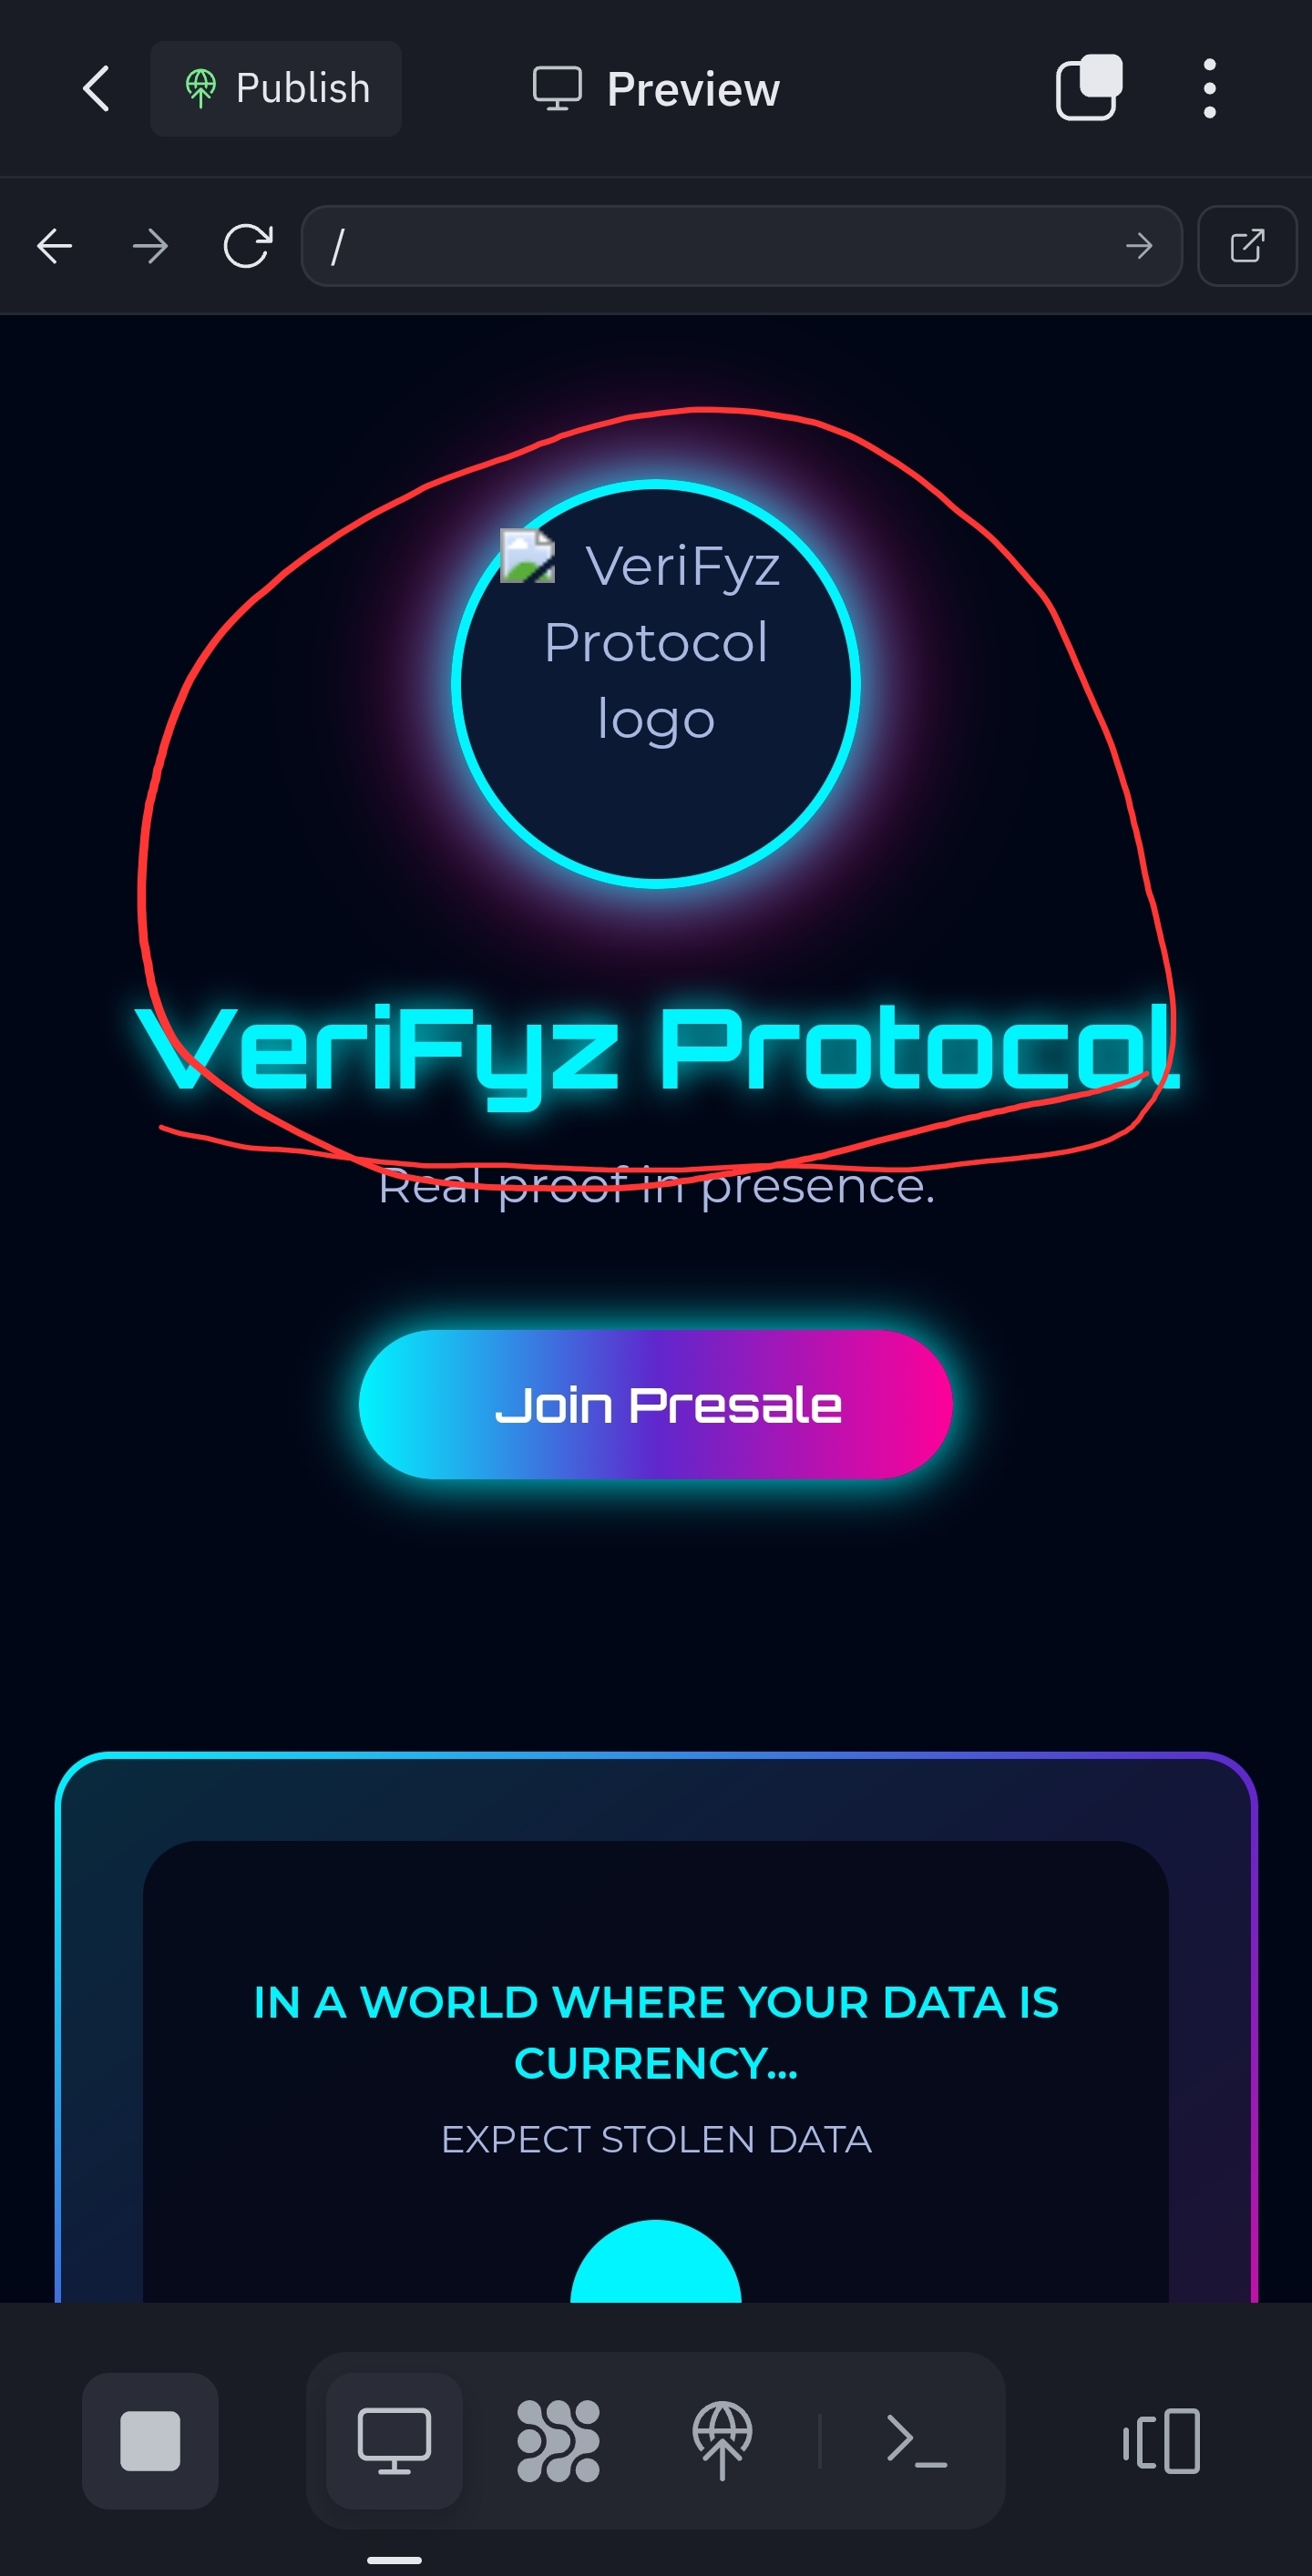 Publish
Preview
/
VeriFyz
Protocol
logo
VeriFyz Protocol
Real proof in presence.
Join Presale
IN A WORLD WHERE YOUR DATA IS
CURRENCY...
EXPECT STOLEN DATA